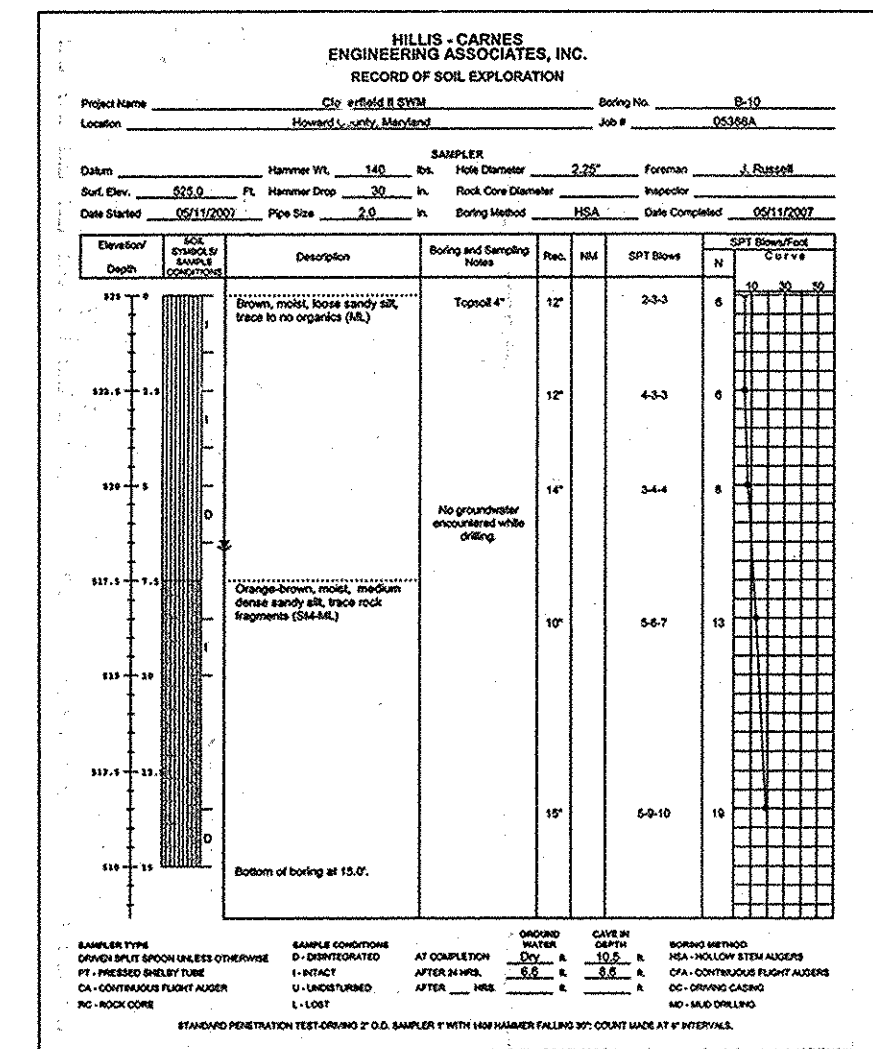 HILLIS - CARNES
ENGINEERING ASSOCIATES, INC.
RECORD OF SOIL EXPLORATION
Project Name Clo erfield II SWM Boring No. B-10
Location Howard County, Maryland Job # 05366A
SAMPLER
Datum Hammer Wt. 140 lbs. Hole Diameter 2.25" Foreman J. Russell
Surf. Elev. 525.0 Ft. Hammer Drop 30 in. Rock Core Diameter Inspector
Date Started 05/11/2007 Pipe Size 2.0 in. Boring Method HSA Date Completed 05/11/2007
Elevation/ Depth SOIL SYMBOLS/ SAMPLE CONDITIONS Description Boring and Sampling Notes Rec. NM SPT Blows SPT Blows/Foot N Curve
10 30 50
525 0 Brown, moist, loose sandy silt, Topsoil 4" 12" 2-3-3 6
I trace to no organics (ML)
522.5 2.5 I 12" 4-3-3 6
520 5 14" 3-4-4 8
D No groundwater
encountered while
drilling.
517.5 7.5 Orange-brown, moist, medium
dense sandy silt, trace rock
fragments (SM-ML) 10" 5-6-7 13
I
515 10
512.5 12.5
15" 5-9-10 19
D
510 15 Bottom of boring at 15.0'.
GROUND WATER CAVE IN DEPTH
SAMPLER TYPE SAMPLE CONDITIONS BORING METHOD
DRIVEN SPLIT SPOON UNLESS OTHERWISE D - DISINTEGRATED AT COMPLETION Dry ft. 10.5 ft. HSA - HOLLOW STEM AUGERS
PT - PRESSED SHELBY TUBE I - INTACT AFTER 24 HRS. 6.6 ft. 8.6 ft. CFA - CONTINUOUS FLIGHT AUGERS
CA - CONTINUOUS FLIGHT AUGER U - UNDISTURBED AFTER HRS. ft. ft. DC - DRIVING CASING
RC - ROCK CORE L - LOST MD - MUD DRILLING
STANDARD PENETRATION TEST-DRIVING 2" O.D. SAMPLER 1' WITH 140# HAMMER FALLING 30"; COUNT MADE AT 6" INTERVALS.